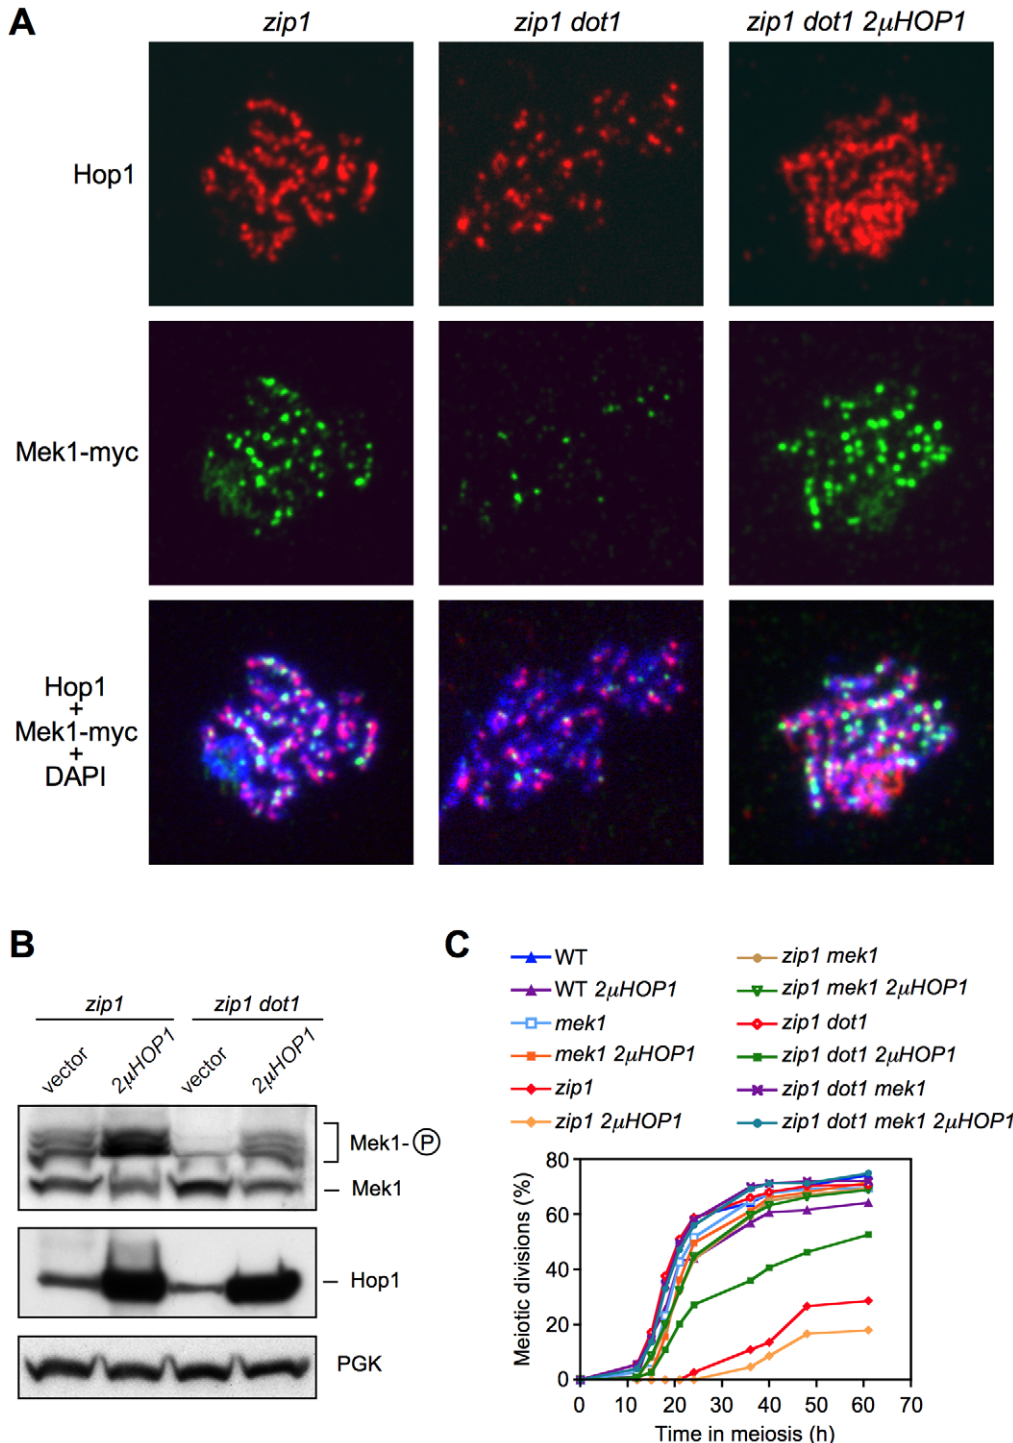 A
zip1
zip1 dot1
zip1 dot1 2μHOP1
Hop1
Mek1-myc
Hop1
+
Mek1-myc
+
DAPI
B
zip1
zip1 dot1
vector
2μHOP1
vector
2μHOP1
Mek1-P
Mek1
Hop1
PGK
C
WT
WT 2μHOP1
mek1
mek1 2μHOP1
zip1
zip1 2μHOP1
zip1 mek1
zip1 mek1 2μHOP1
zip1 dot1
zip1 dot1 2μHOP1
zip1 dot1 mek1
zip1 dot1 mek1 2μHOP1
Meiotic divisions (%)
80
60
40
20
0
0 10 20 30 40 50 60 70
Time in meiosis (h)